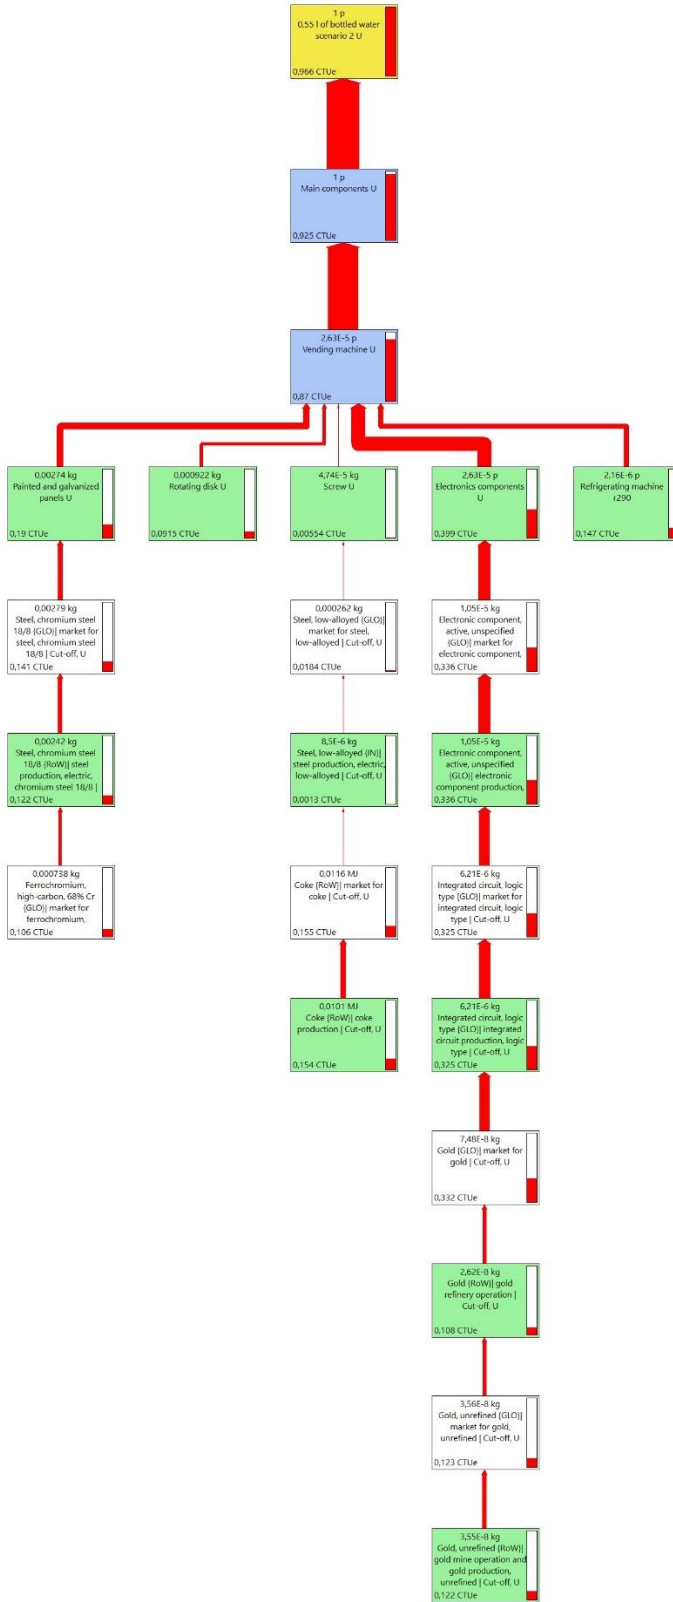 1 p
0,55 l of bottled water
scenario 2 U
0,966 CTUe
1 p
Main components U
0,925 CTUe
2,63E-5 p
Vending machine U
0,87 CTUe
0,00274 kg
Painted and galvanized
panels U
0,19 CTUe
0,000922 kg
Rotating disk U
0,0915 CTUe
4,74E-5 kg
Screw U
0,00554 CTUe
2,63E-5 p
Electronics components
U
0,399 CTUe
2,16E-6 p
Refrigerating machine
r290
0,147 CTUe
0,00279 kg
Steel, chromium steel
18/8 {GLO}| market for
steel, chromium steel
18/8 | Cut-off, U
0,141 CTUe
0,000262 kg
Steel, low-alloyed {GLO}|
market for steel,
low-alloyed | Cut-off, U
0,0184 CTUe
1,05E-5 kg
Electronic component,
active, unspecified
{GLO}| market for
electronic component,
0,336 CTUe
0,00242 kg
Steel, chromium steel
18/8 {RoW}| steel
production, electric,
chromium steel 18/8 |
0,122 CTUe
8,5E-6 kg
Steel, low-alloyed {IN}|
steel production, electric,
low-alloyed | Cut-off, U
0,0013 CTUe
1,05E-5 kg
Electronic component,
active, unspecified
{GLO}| electronic
component production,
0,336 CTUe
0,000738 kg
Ferrochromium,
high-carbon, 68% Cr
{GLO}| market for
ferrochromium,
0,106 CTUe
0,0116 MJ
Coke {RoW}| market for
coke | Cut-off, U
0,155 CTUe
6,21E-6 kg
Integrated circuit, logic
type {GLO}| market for
integrated circuit, logic
type | Cut-off, U
0,325 CTUe
0,0101 MJ
Coke {RoW}| coke
production | Cut-off, U
0,154 CTUe
6,21E-6 kg
Integrated circuit, logic
type {GLO}| integrated
circuit production, logic
type | Cut-off, U
0,325 CTUe
7,48E-8 kg
Gold {GLO}| market for
gold | Cut-off, U
0,332 CTUe
2,62E-8 kg
Gold {RoW}| gold
refinery operation |
Cut-off, U
0,108 CTUe
3,56E-8 kg
Gold, unrefined {GLO}|
market for gold,
unrefined | Cut-off, U
0,123 CTUe
3,55E-8 kg
Gold, unrefined {RoW}|
gold mine operation and
gold production,
unrefined | Cut-off, U
0,122 CTUe